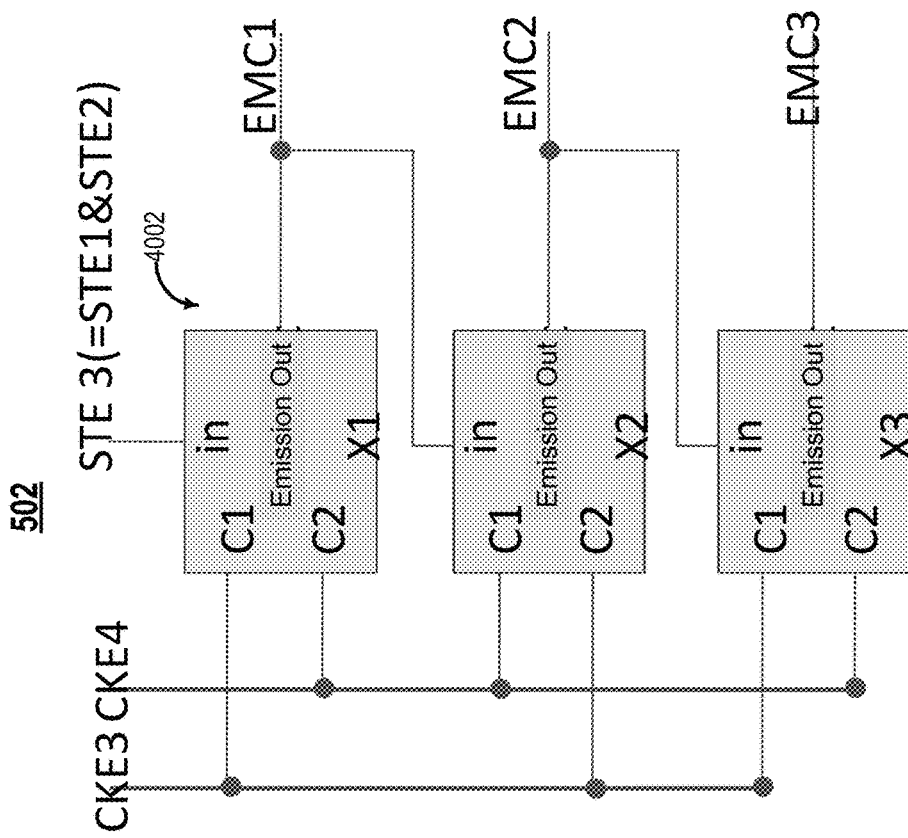 502
STE 3(=STE1&STE2)
4002
CKE3 CKE4
in
C1
Emission Out
C2
X1
EMC1
in
C1
Emission Out
C2
X2
EMC2
in
C1
Emission Out
C2
X3
EMC3